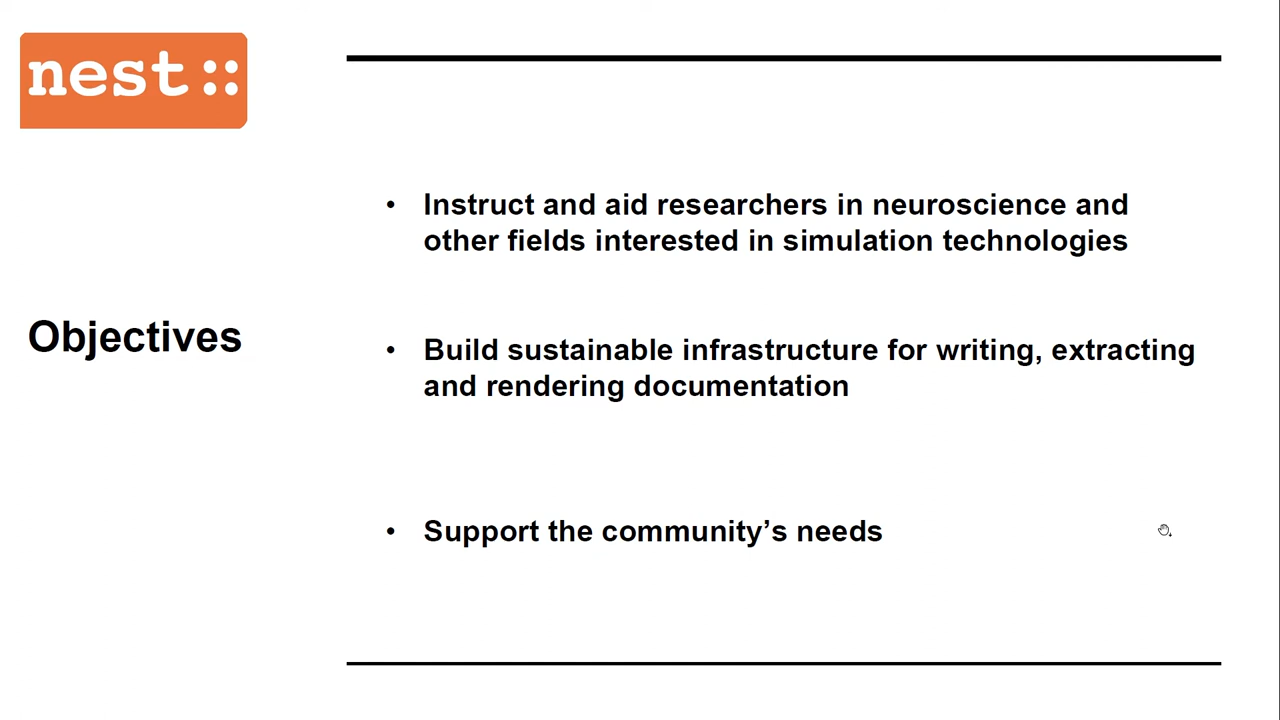 nest::
Instruct and aid researchers in neuroscience and
other fields interested in simulation technologies
Objectives
• Build sustainable infrastructure for writing, extracting
and rendering documentation
• Support the community’s needs